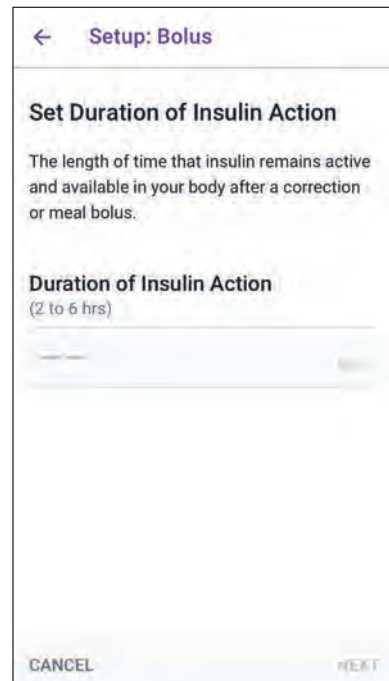 ← Setup: Bolus
Set Duration of Insulin Action
The length of time that insulin remains active
and available in your body after a correction
or meal bolus.
Duration of Insulin Action
(2 to 6 hrs)
CANCEL NEXT